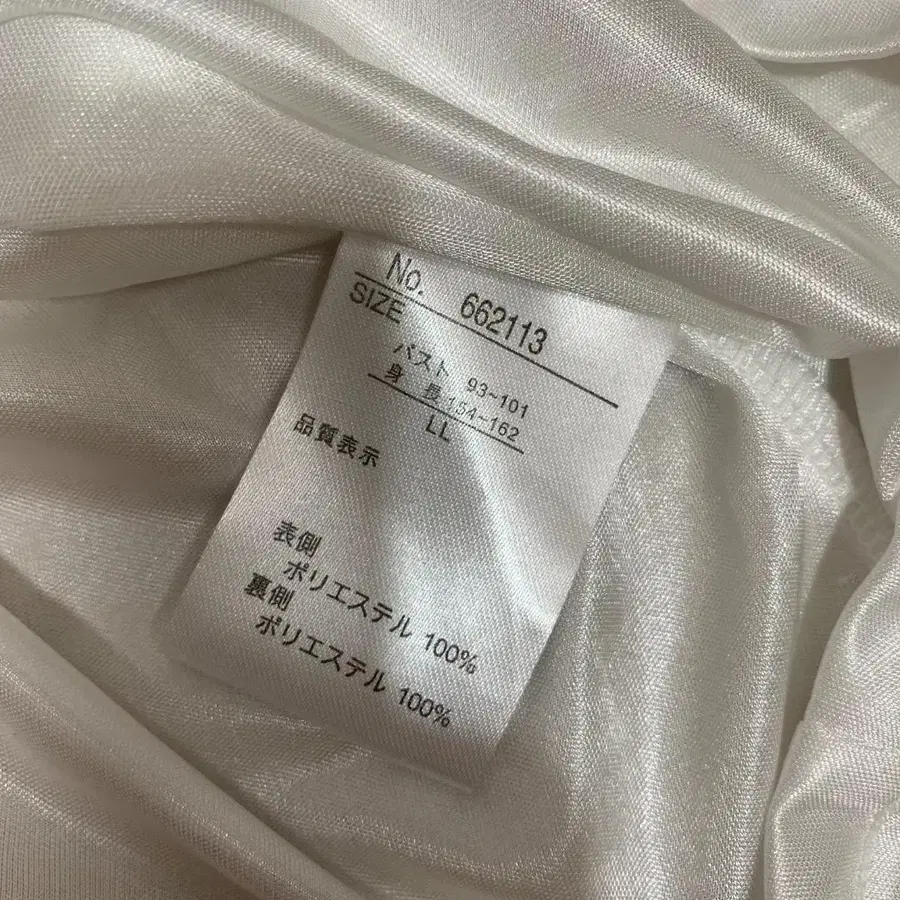 No. 662113
SIZE
バスト 93~101
身 長 154~162
LL
品質表示
表側
ポリエステル 100%
裏側
ポリエステル 100%